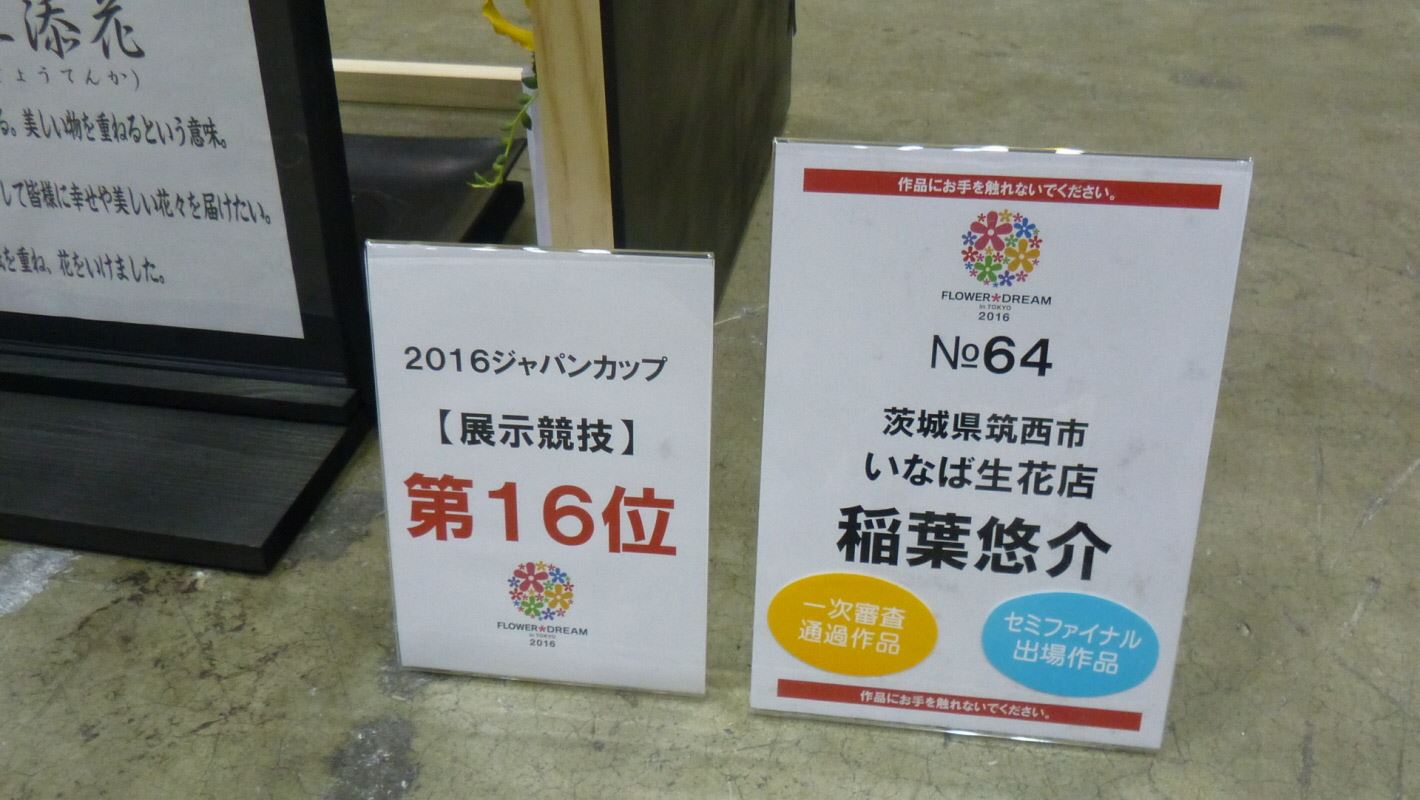 添花
ょうてんか)
る。美しい物を重ねるという意味。
して皆様に幸せや美しい花々を届けたい。
を重ね、花をいけました。
2016ジャパンカップ
【展示競技】
第16位
FLOWER*DREAM
in TOKYO
2016
作品にお手を触れないでください。
FLOWER*DREAM
in TOKYO
2016
№64
茨城県筑西市
いなば生花店
稲葉悠介
一次審査
通過作品
セミファイナル
出場作品
作品にお手を触れないでください。